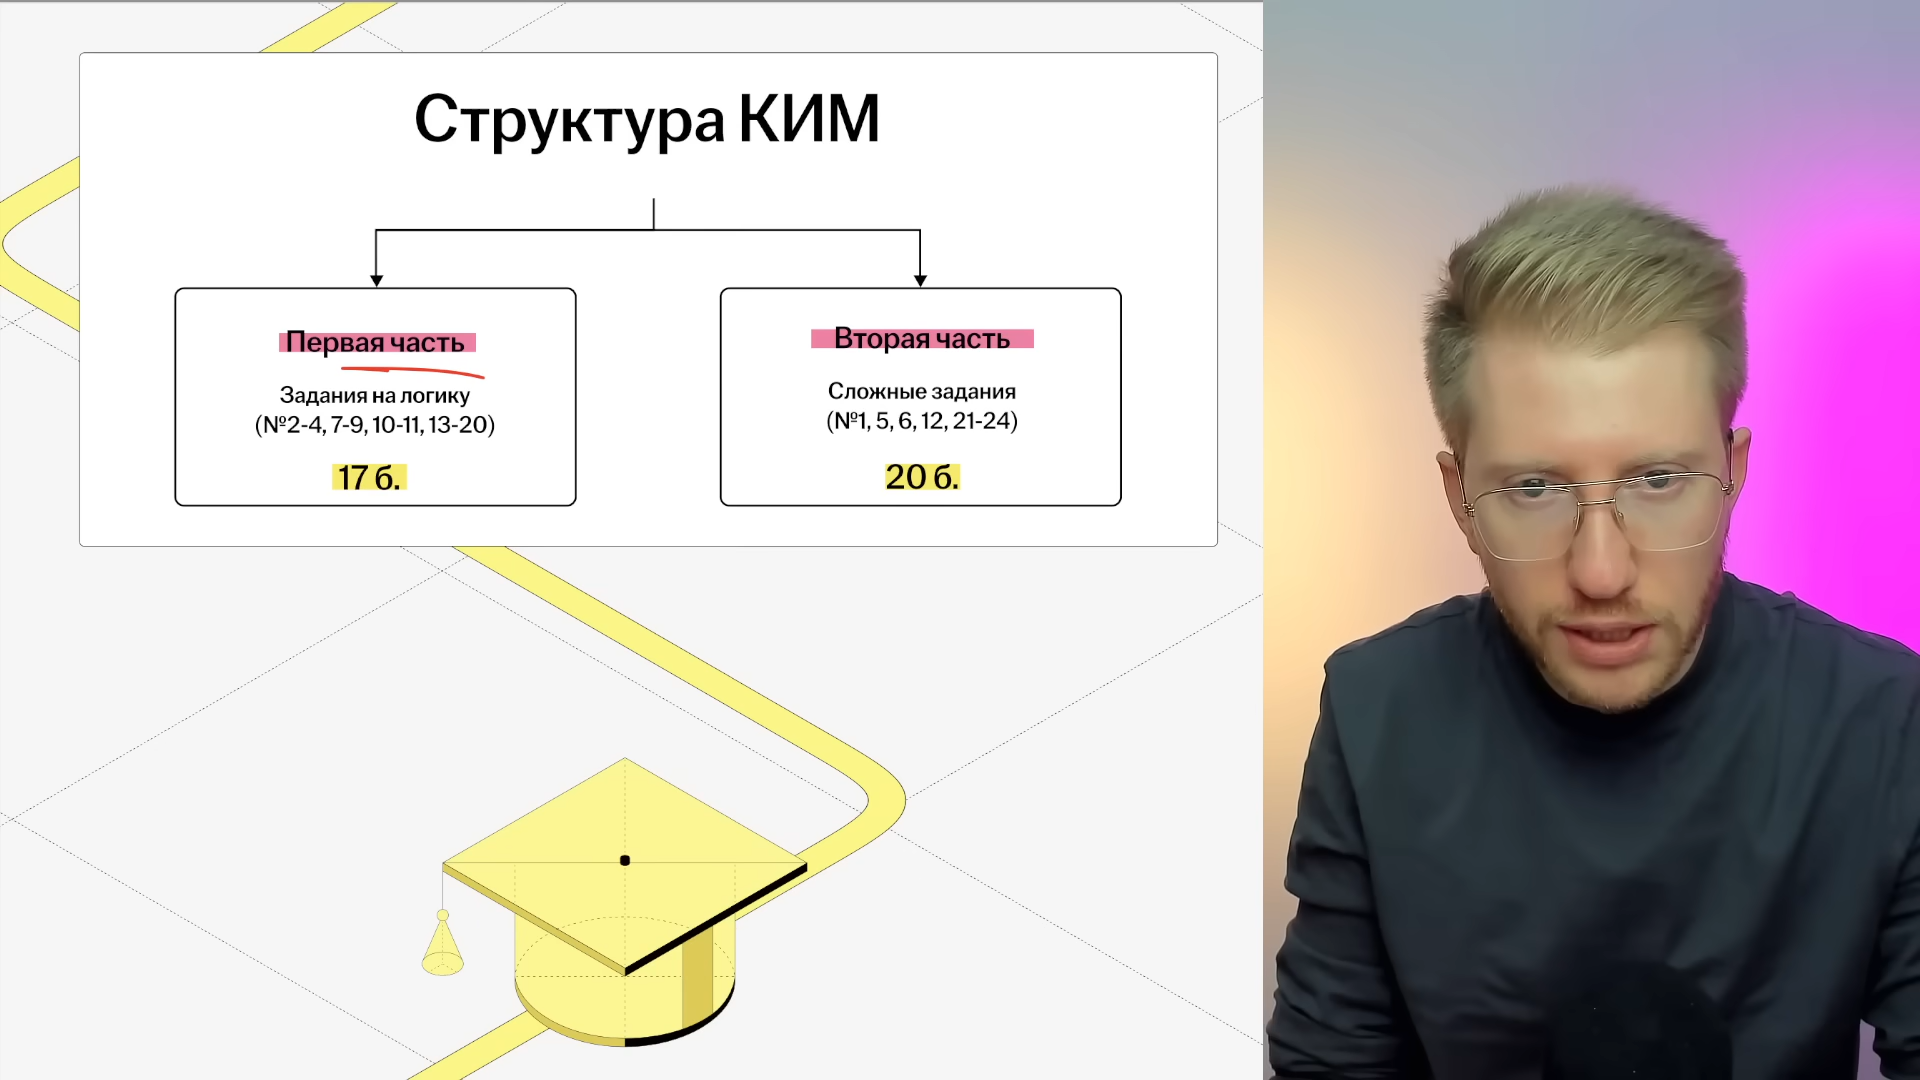 Структура КИМ
Первая часть
Задания на логику
(№2-4, 7-9, 10-11, 13-20)
17 б.
Вторая часть
Сложные задания
(№1, 5, 6, 12, 21-24)
20 б.